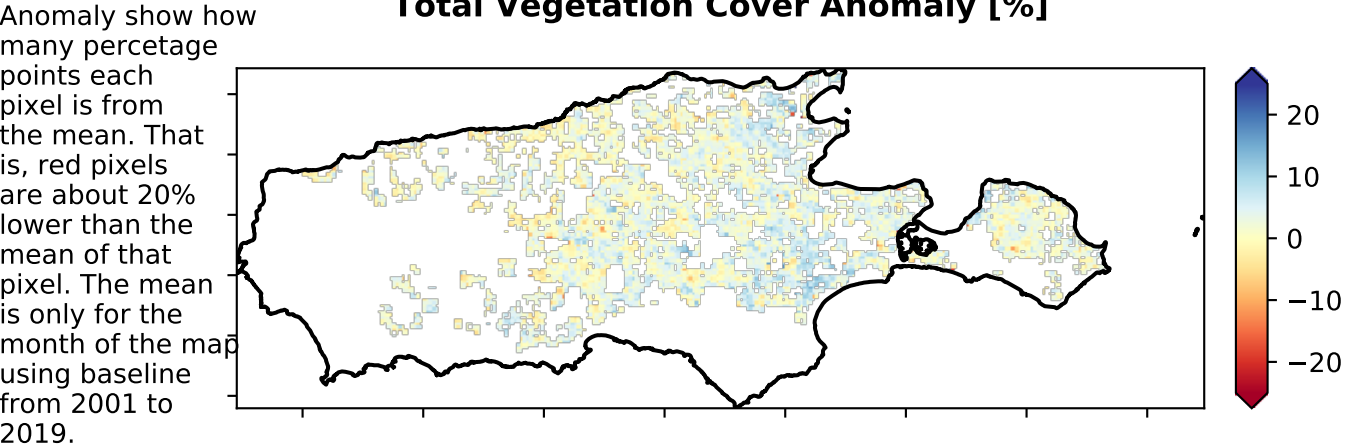 Total Vegetation Cover Anomaly [%]
Anomaly show how
many percetage
points each
pixel is from
the mean. That
is, red pixels
are about 20%
lower than the
mean of that
pixel. The mean
is only for the
month of the map
using baseline
from 2001 to
2019.
20
10
0
−10
−20